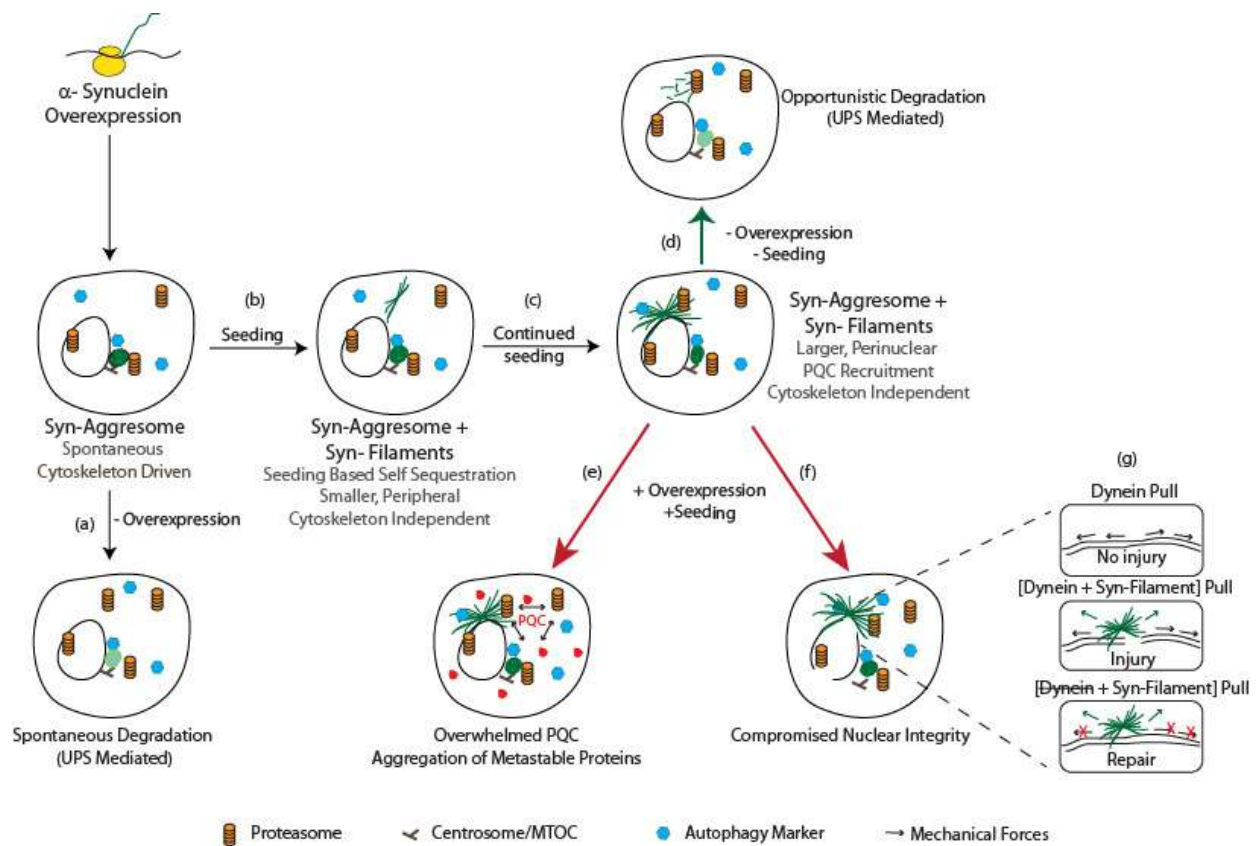 α- Synuclein
Overexpression
Opportunistic Degradation
(UPS Mediated)
(d)
- Overexpression
- Seeding
(b)
Seeding
(c)
Continued
seeding
Syn-Aggresome +
Syn- Filaments
Larger, Perinuclear
PQC Recruitment
Cytoskeleton Independent
Syn-Aggresome
Spontaneous
Cytoskeleton Driven
Syn-Aggresome +
Syn- Filaments
Seeding Based Self Sequestration
Smaller, Peripheral
Cytoskeleton Independent
(a)
- Overexpression
(e)
+ Overexpression
+Seeding
(f)
(g)
Dynein Pull
No injury
[Dynein + Syn-Filament] Pull
Injury
[Dynein + Syn-Filament] Pull
Repair
PQC
Spontaneous Degradation
(UPS Mediated)
Overwhelmed PQC
Aggregation of Metastable Proteins
Compromised Nuclear Integrity
Proteasome
Centrosome/MTOC
Autophagy Marker
Mechanical Forces